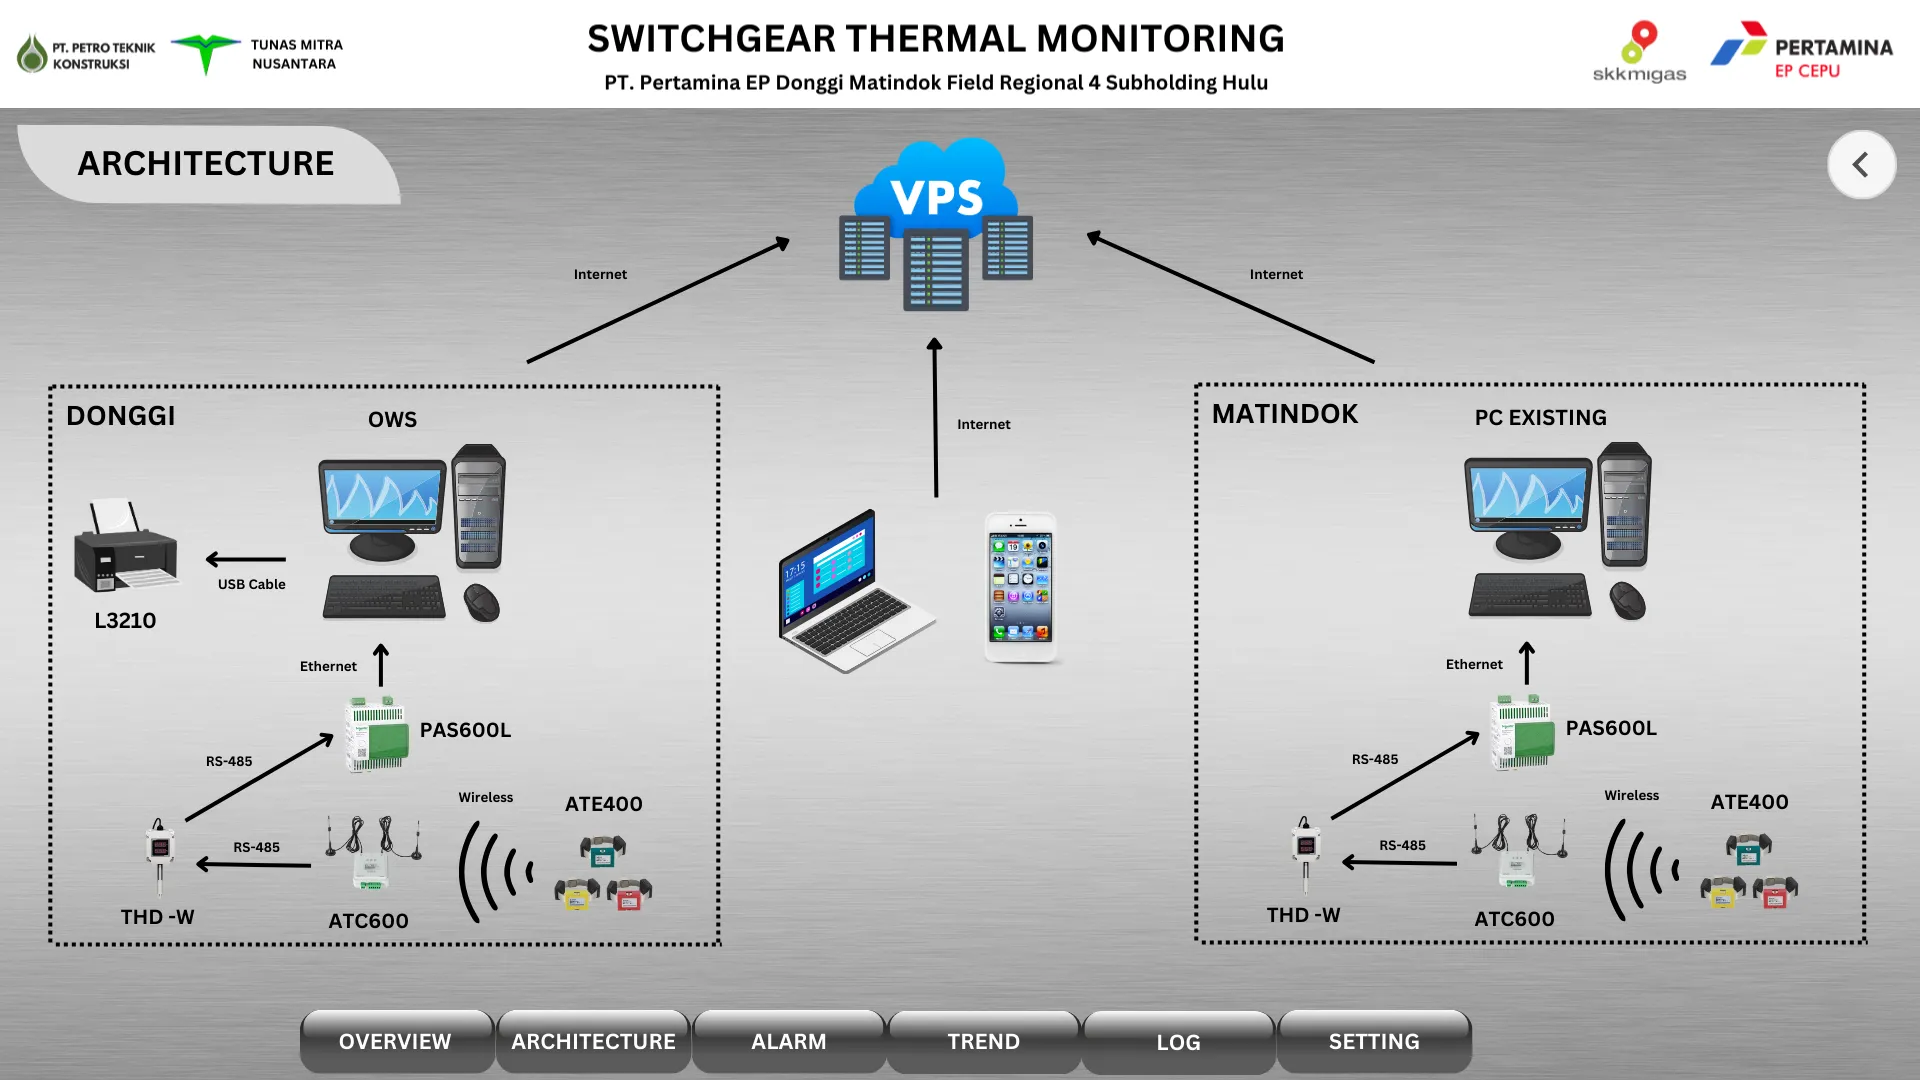 PT. PETRO TEKNIK
KONSTRUKSI
TUNAS MITRA
NUSANTARA
SWITCHGEAR THERMAL MONITORING
PT. Pertamina EP Donggi Matindok Field Regional 4 Subholding Hulu
skkmigas
PERTAMINA
EP CEPU
ARCHITECTURE
VPS
Internet
Internet
Internet
DONGGI
OWS
USB Cable
L3210
Ethernet
PAS600L
RS-485
Wireless
ATE400
RS-485
THD -W
ATC600
17:15
MATINDOK
PC EXISTING
Ethernet
PAS600L
RS-485
Wireless
ATE400
RS-485
THD -W
ATC600
OVERVIEW
ARCHITECTURE
ALARM
TREND
LOG
SETTING